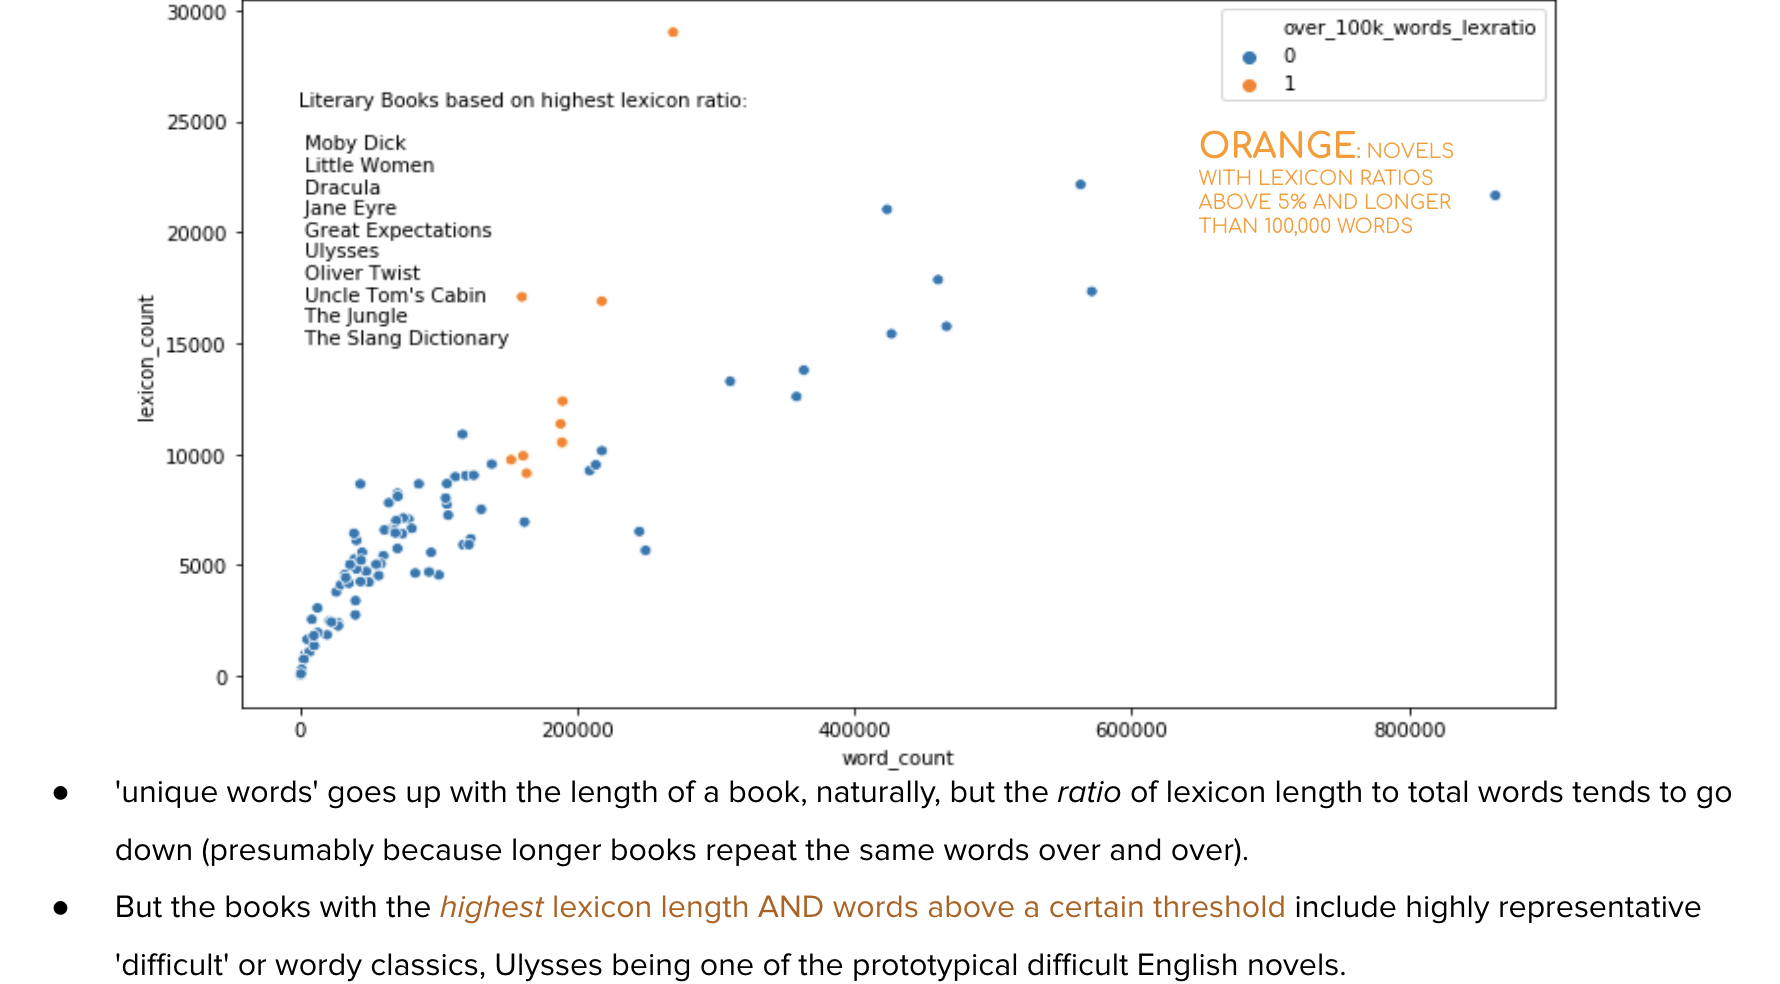 30000
over_100k_words_lexratio
0
1
Literary Books based on highest lexicon ratio:
25000
ORANGE: NOVELS
WITH LEXICON RATIOS
ABOVE 5% AND LONGER
THAN 100,000 WORDS
Moby Dick
Little Women
Dracula
Jane Eyre
Great Expectations
Ulysses
Oliver Twist
Uncle Tom's Cabin
The Jungle
The Slang Dictionary
20000
15000
10000
5000
0
lexicon_count
0 200000 400000 600000 800000
word_count
● 'unique words' goes up with the length of a book, naturally, but the ratio of lexicon length to total words tends to go
down (presumably because longer books repeat the same words over and over).
● But the books with the highest lexicon length AND words above a certain threshold include highly representative
'difficult' or wordy classics, Ulysses being one of the prototypical difficult English novels.